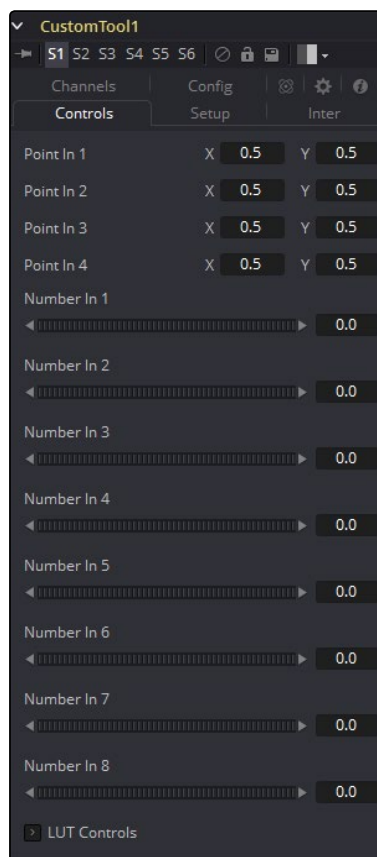 CustomTool1
S1 S2 S3 S4 S5 S6
Channels Config
Controls Setup Inter
Point In 1 X 0.5 Y 0.5
Point In 2 X 0.5 Y 0.5
Point In 3 X 0.5 Y 0.5
Point In 4 X 0.5 Y 0.5
Number In 1
0.0
Number In 2
0.0
Number In 3
0.0
Number In 4
0.0
Number In 5
0.0
Number In 6
0.0
Number In 7
0.0
Number In 8
0.0
LUT Controls